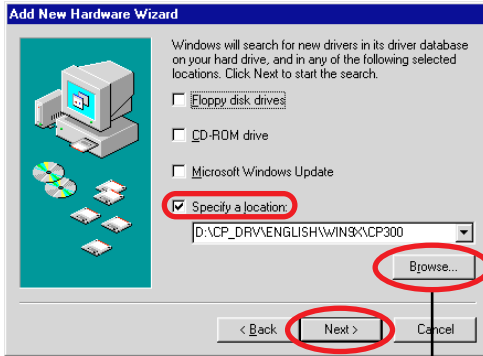 Add New Hardware Wizard
Windows will search for new drivers in its driver database
on your hard drive, and in any of the following selected
locations. Click Next to start the search.
Floppy disk drives
CD-ROM drive
Microsoft Windows Update
Specify a location:
D:\CP_DRV\ENGLISH\WIN9X\CP300
Browse...
< Back
Next >
Cancel